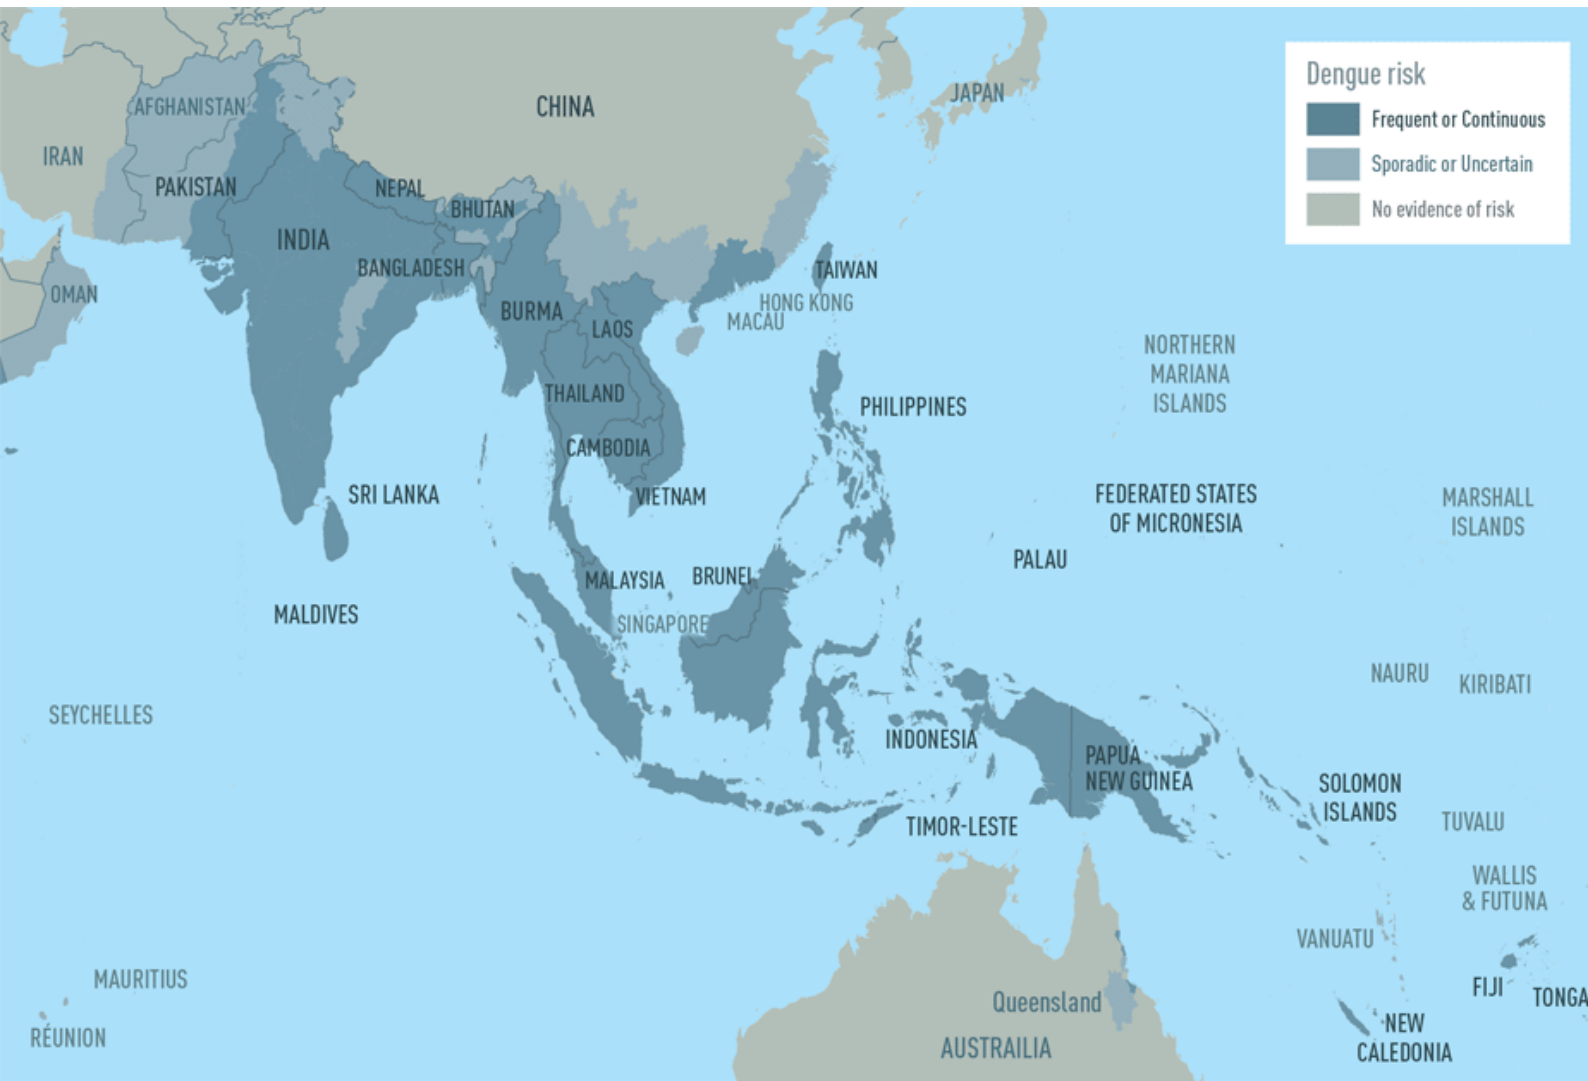 Dengue risk
Frequent or Continuous
Sporadic or Uncertain
No evidence of risk
CHINA
JAPAN
AFGHANISTAN
IRAN
PAKISTAN
NEPAL
BHUTAN
INDIA
BANGLADESH
TAIWAN
OMAN
HONG KONG
MACAU
BURMA
LAOS
NORTHERN
MARIANA
ISLANDS
THAILAND
PHILIPPINES
CAMBODIA
SRI LANKA
VIETNAM
FEDERATED STATES
OF MICRONESIA
MARSHALL
ISLANDS
PALAU
MALAYSIA
BRUNEI
MALDIVES
SINGAPORE
NAURU
KIRIBATI
SEYCHELLES
INDONESIA
PAPUA
NEW GUINEA
SOLOMON
ISLANDS
TIMOR-LESTE
TUVALU
WALLIS
& FUTUNA
VANUATU
MAURITIUS
FIJI
TONGA
Queensland
RÉUNION
AUSTRAILIA
NEW
CALEDONIA